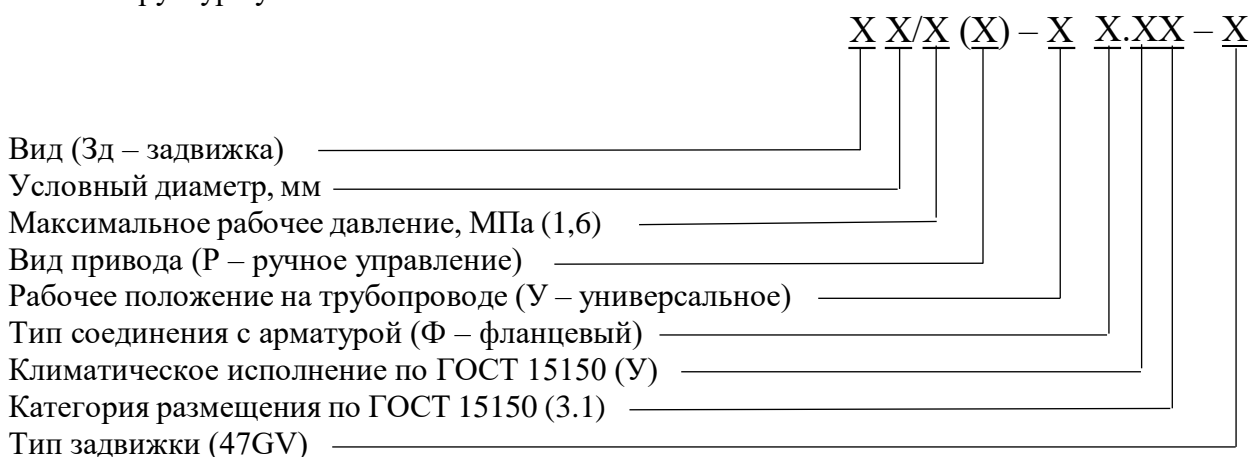 Х Х/Х (Х) – Х Х.ХХ – Х
Вид (Зд – задвижка)
Условный диаметр, мм
Максимальное рабочее давление, МПа (1,6)
Вид привода (Р – ручное управление)
Рабочее положение на трубопроводе (У – универсальное)
Тип соединения с арматурой (Ф – фланцевый)
Климатическое исполнение по ГОСТ 15150 (У)
Категория размещения по ГОСТ 15150 (3.1)
Тип задвижки (47GV)